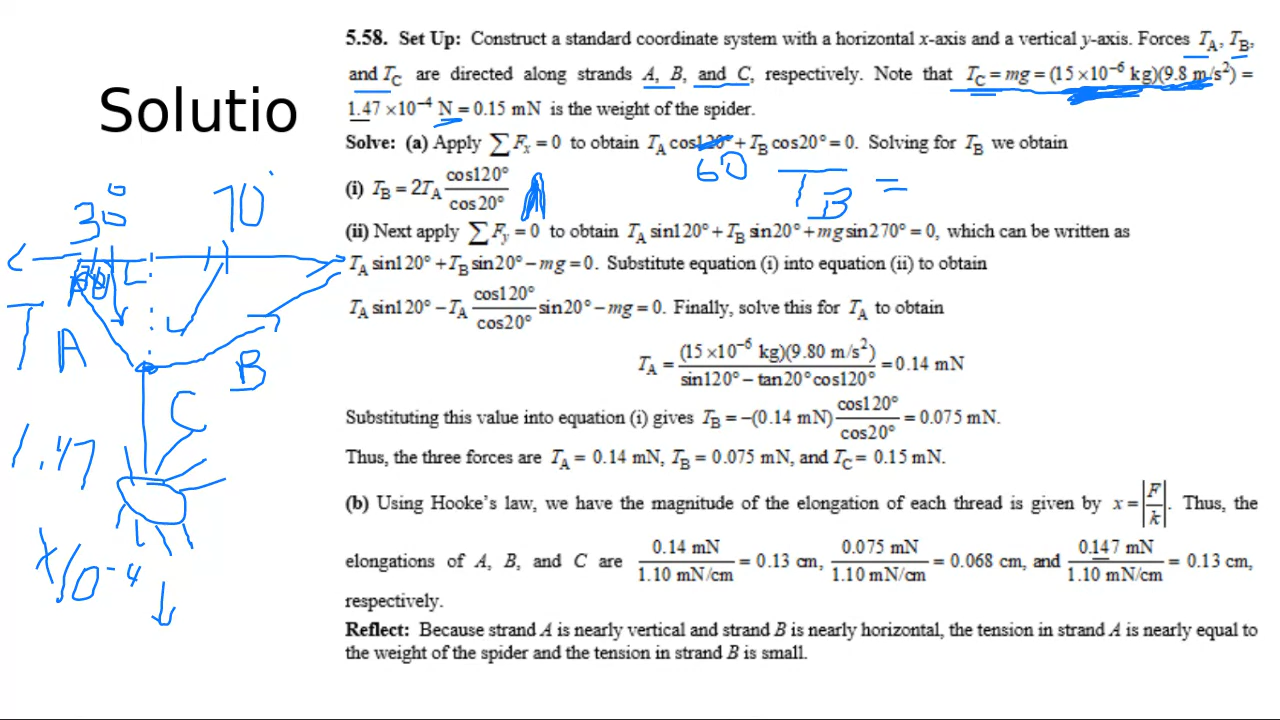 Solutio
5.58. Set Up: Construct a standard coordinate system with a horizontal x-axis and a vertical y-axis. Forces T_A, T_B,
and T_C are directed along strands A, B, and C, respectively. Note that T_C = mg = (15 ×10⁻⁶ kg)(9.8 m/s²) =
1.47 ×10⁻⁴ N = 0.15 mN is the weight of the spider.
Solve: (a) Apply ∑ F_x = 0 to obtain T_A cos120° + T_B cos20° = 0. Solving for T_B we obtain
60
T_B =
(i) T_B = 2T_A cos120° / cos20°
(ii) Next apply ∑ F_y = 0 to obtain T_A sin120° + T_B sin20° + mg sin270° = 0, which can be written as
T_A sin120° + T_B sin20° − mg = 0. Substitute equation (i) into equation (ii) to obtain
T_A sin120° − T_A cos120° / cos20° sin20° − mg = 0. Finally, solve this for T_A to obtain
T_A = (15 ×10⁻⁶ kg)(9.80 m/s²) / sin120° − tan20° cos120° = 0.14 mN
Substituting this value into equation (i) gives T_B = −(0.14 mN) cos120° / cos20° = 0.075 mN.
Thus, the three forces are T_A = 0.14 mN, T_B = 0.075 mN, and T_C = 0.15 mN.
(b) Using Hooke's law, we have the magnitude of the elongation of each thread is given by x = |F/k|. Thus, the
elongations of A, B, and C are 0.14 mN / 1.10 mN/cm = 0.13 cm, 0.075 mN / 1.10 mN/cm = 0.068 cm, and 0.147 mN / 1.10 mN/cm = 0.13 cm,
respectively.
Reflect: Because strand A is nearly vertical and strand B is nearly horizontal, the tension in strand A is nearly equal to
the weight of the spider and the tension in strand B is small.
30°
70°
T A
B
C
1.47
x10⁻⁴